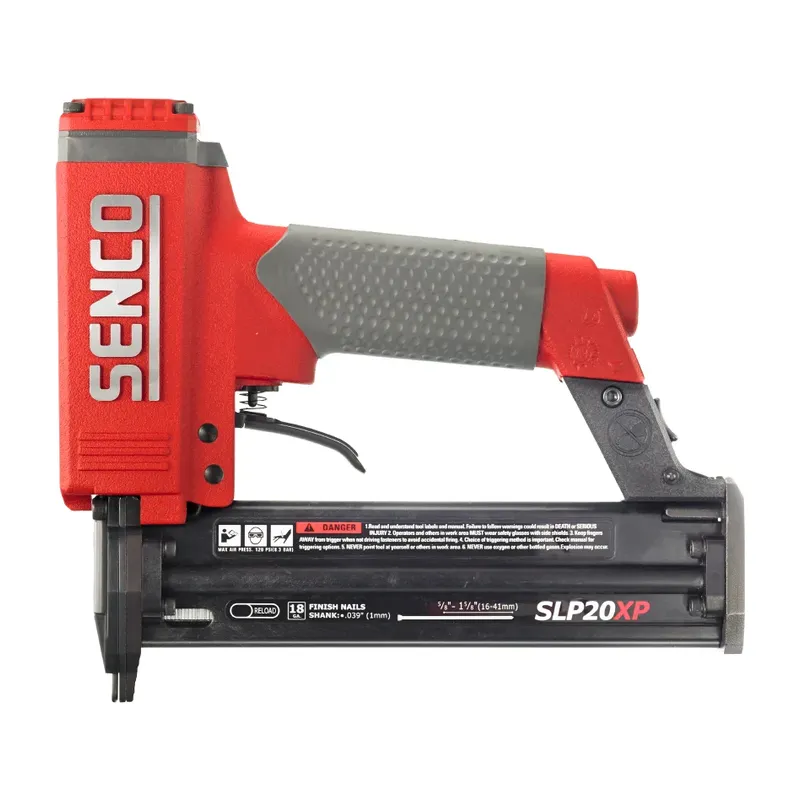 SENCO
DANGER 1.Read and understand tool labels and manual. Failure to follow warnings could result in DEATH or SERIOUS
INJURY 2. Operators and others in work area MUST wear safety glasses with side shields. 3. Keep fingers
AWAY from trigger when not driving fasteners to avoid accidental firing. 4. Choice of triggering method is important. Check manual for
triggering options. 5. NEVER point tool at yourself or others in work area. 6. NEVER use oxygen or other bottled gases. Explosion may occur.
MAX AIR PRESS. 120 PSI(8.3 BAR)
RELOAD
18 GA.
FINISH NAILS
SHANK:•.039" (1mm)
5/8"- 1 5/8"(16-41mm)
SLP20XP